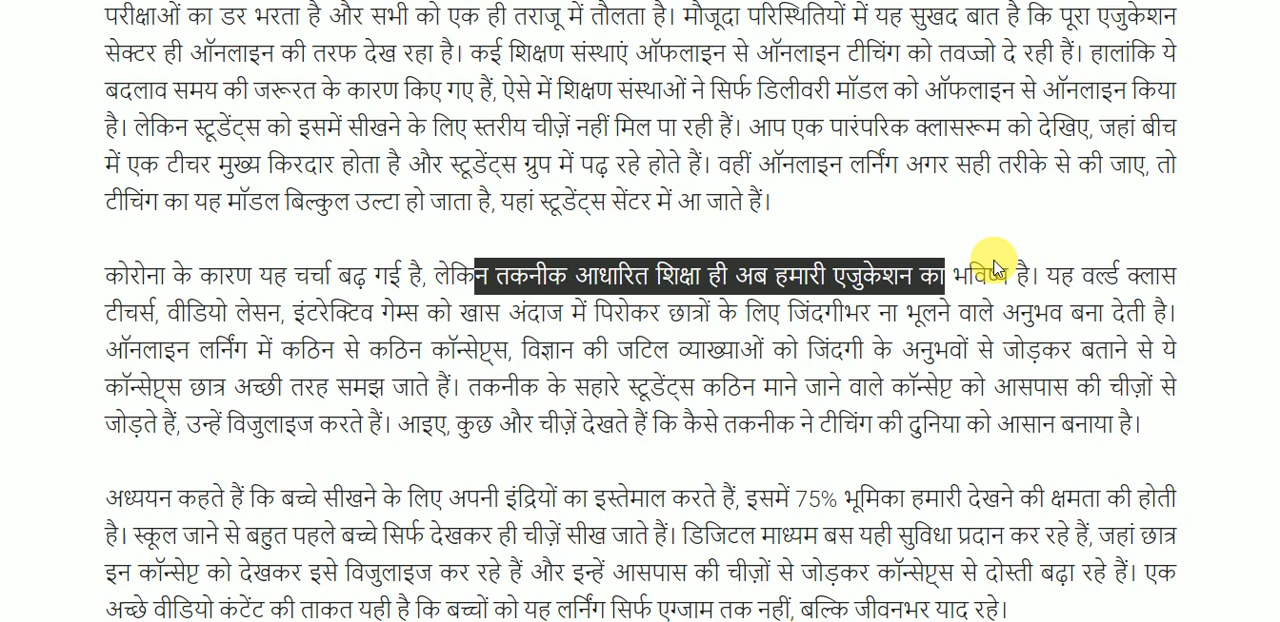 परीक्षाओं का डर भरता है और सभी को एक ही तराजू में तौलता है। मौजूदा परिस्थितियों में यह सुखद बात है कि पूरा एजुकेशन
सेक्टर ही ऑनलाइन की तरफ देख रहा है। कई शिक्षण संस्थाएं ऑफलाइन से ऑनलाइन टीचिंग को तवज्जो दे रही हैं। हालांकि ये
बदलाव समय की जरूरत के कारण किए गए हैं, ऐसे में शिक्षण संस्थाओं ने सिर्फ डिलीवरी मॉडल को ऑफलाइन से ऑनलाइन किया
है। लेकिन स्टूडेंट्स को इसमें सीखने के लिए स्तरीय चीज़ें नहीं मिल पा रही हैं। आप एक पारंपरिक क्लासरूम को देखिए, जहां बीच
में एक टीचर मुख्य किरदार होता है और स्टूडेंट्स ग्रुप में पढ़ रहे होते हैं। वहीं ऑनलाइन लर्निंग अगर सही तरीके से की जाए, तो
टीचिंग का यह मॉडल बिल्कुल उल्टा हो जाता है, यहां स्टूडेंट्स सेंटर में आ जाते हैं।
कोरोना के कारण यह चर्चा बढ़ गई है, लेकिन तकनीक आधारित शिक्षा ही अब हमारी एजुकेशन का भविष्य है। यह वर्ल्ड क्लास
टीचर्स, वीडियो लेसन, इंटरेक्टिव गेम्स को खास अंदाज में पिरोकर छात्रों के लिए जिंदगीभर ना भूलने वाले अनुभव बना देती है।
ऑनलाइन लर्निंग में कठिन से कठिन कॉन्सेप्ट्स, विज्ञान की जटिल व्याख्याओं को जिंदगी के अनुभवों से जोड़कर बताने से ये
कॉन्सेप्ट्स छात्र अच्छी तरह समझ जाते हैं। तकनीक के सहारे स्टूडेंट्स कठिन माने जाने वाले कॉन्सेप्ट को आसपास की चीज़ों से
जोड़ते हैं, उन्हें विजुलाइज करते हैं। आइए, कुछ और चीज़ें देखते हैं कि कैसे तकनीक ने टीचिंग की दुनिया को आसान बनाया है।
अध्ययन कहते हैं कि बच्चे सीखने के लिए अपनी इंद्रियों का इस्तेमाल करते हैं, इसमें 75% भूमिका हमारी देखने की क्षमता की होती
है। स्कूल जाने से बहुत पहले बच्चे सिर्फ देखकर ही चीज़ें सीख जाते हैं। डिजिटल माध्यम बस यही सुविधा प्रदान कर रहे हैं, जहां छात्र
इन कॉन्सेप्ट को देखकर इसे विजुलाइज कर रहे हैं और इन्हें आसपास की चीज़ों से जोड़कर कॉन्सेप्ट्स से दोस्ती बढ़ा रहे हैं। एक
अच्छे वीडियो कंटेंट की ताकत यही है कि बच्चों को यह लर्निंग सिर्फ एग्जाम तक नहीं, बल्कि जीवनभर याद रहे।